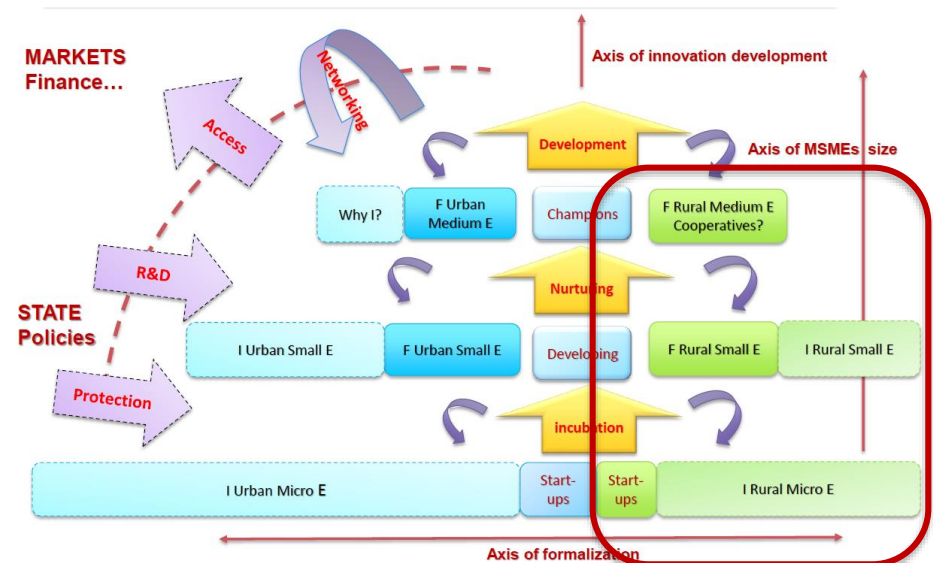 MARKETS
Finance…
Networking
Axis of innovation development
Access
Development
Axis of MSMEs size
Why I?
F Urban
Medium E
Champions
F Rural Medium E
Cooperatives?
R&D
Nurturing
STATE
Policies
I Urban Small E
F Urban Small E
Developing
F Rural Small E
I Rural Small E
Protection
incubation
I Urban Micro E
Start-
ups
Start-
ups
I Rural Micro E
Axis of formalization